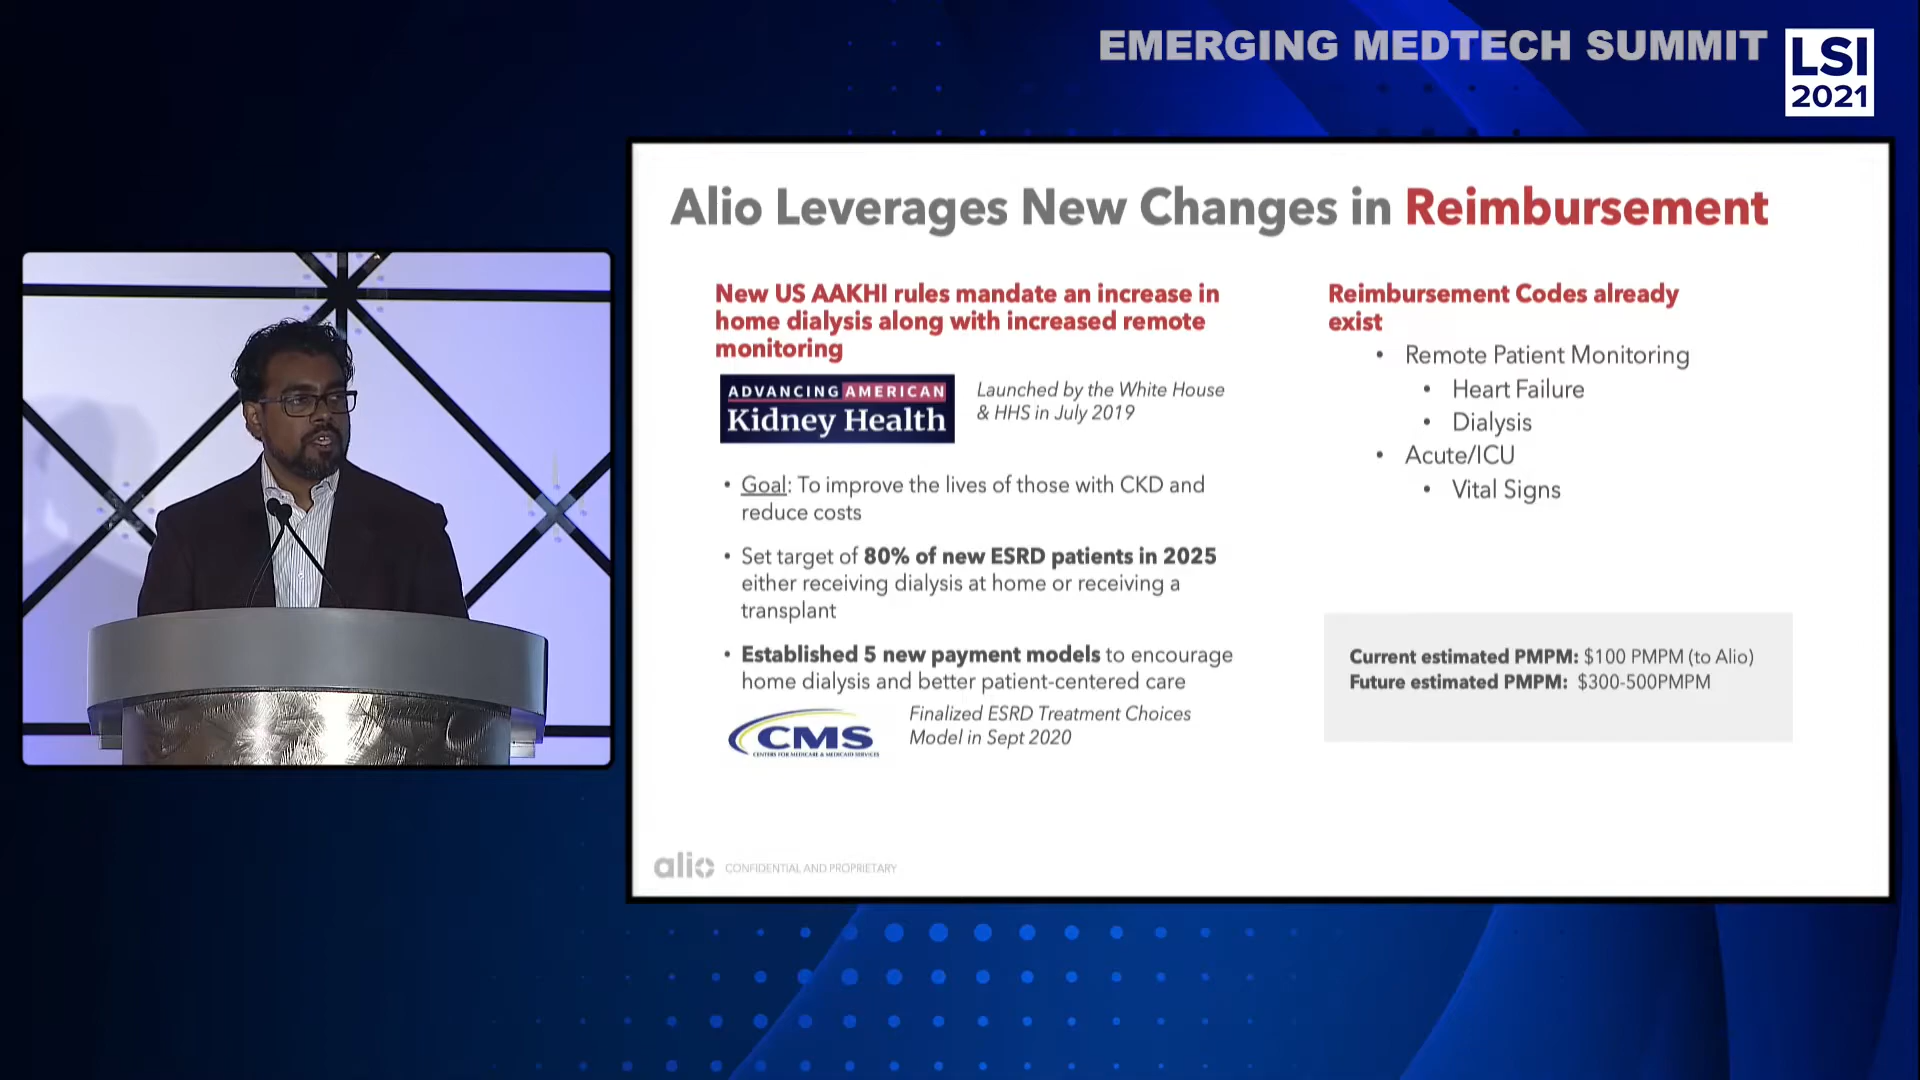 EMERGING MEDTECH SUMMIT
LSI
2021
Alio Leverages New Changes in Reimbursement
New US AAKHI rules mandate an increase in
home dialysis along with increased remote
monitoring
ADVANCING AMERICAN
Kidney Health
Launched by the White House
& HHS in July 2019
• Goal: To improve the lives of those with CKD and
reduce costs
• Set target of 80% of new ESRD patients in 2025
either receiving dialysis at home or receiving a
transplant
• Established 5 new payment models to encourage
home dialysis and better patient-centered care
CMS
CENTERS FOR MEDICARE & MEDICAID SERVICES
Finalized ESRD Treatment Choices
Model in Sept 2020
Reimbursement Codes already
exist
• Remote Patient Monitoring
• Heart Failure
• Dialysis
• Acute/ICU
• Vital Signs
Current estimated PMPM: $100 PMPM (to Alio)
Future estimated PMPM: $300-500PMPM
alio CONFIDENTIAL AND PROPRIETARY